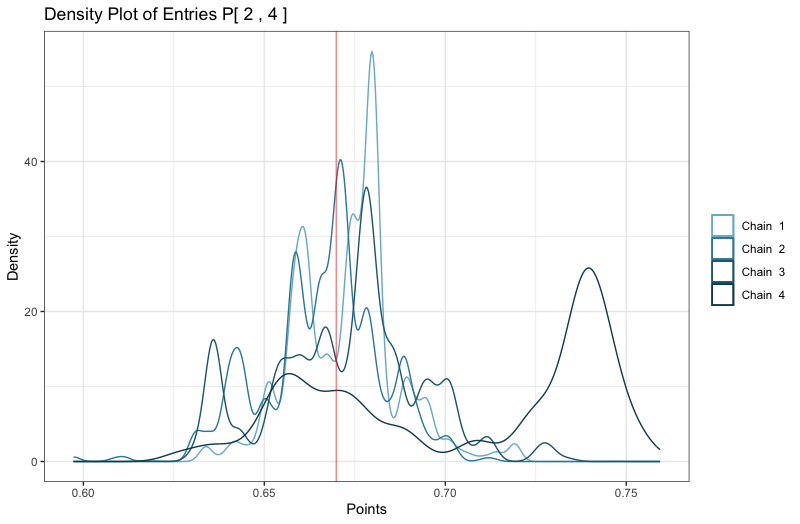 Density Plot of Entries P[ 2 , 4 ]
40
20
0
Density
0.60 0.65 0.70 0.75
Points
Chain 1
Chain 2
Chain 3
Chain 4